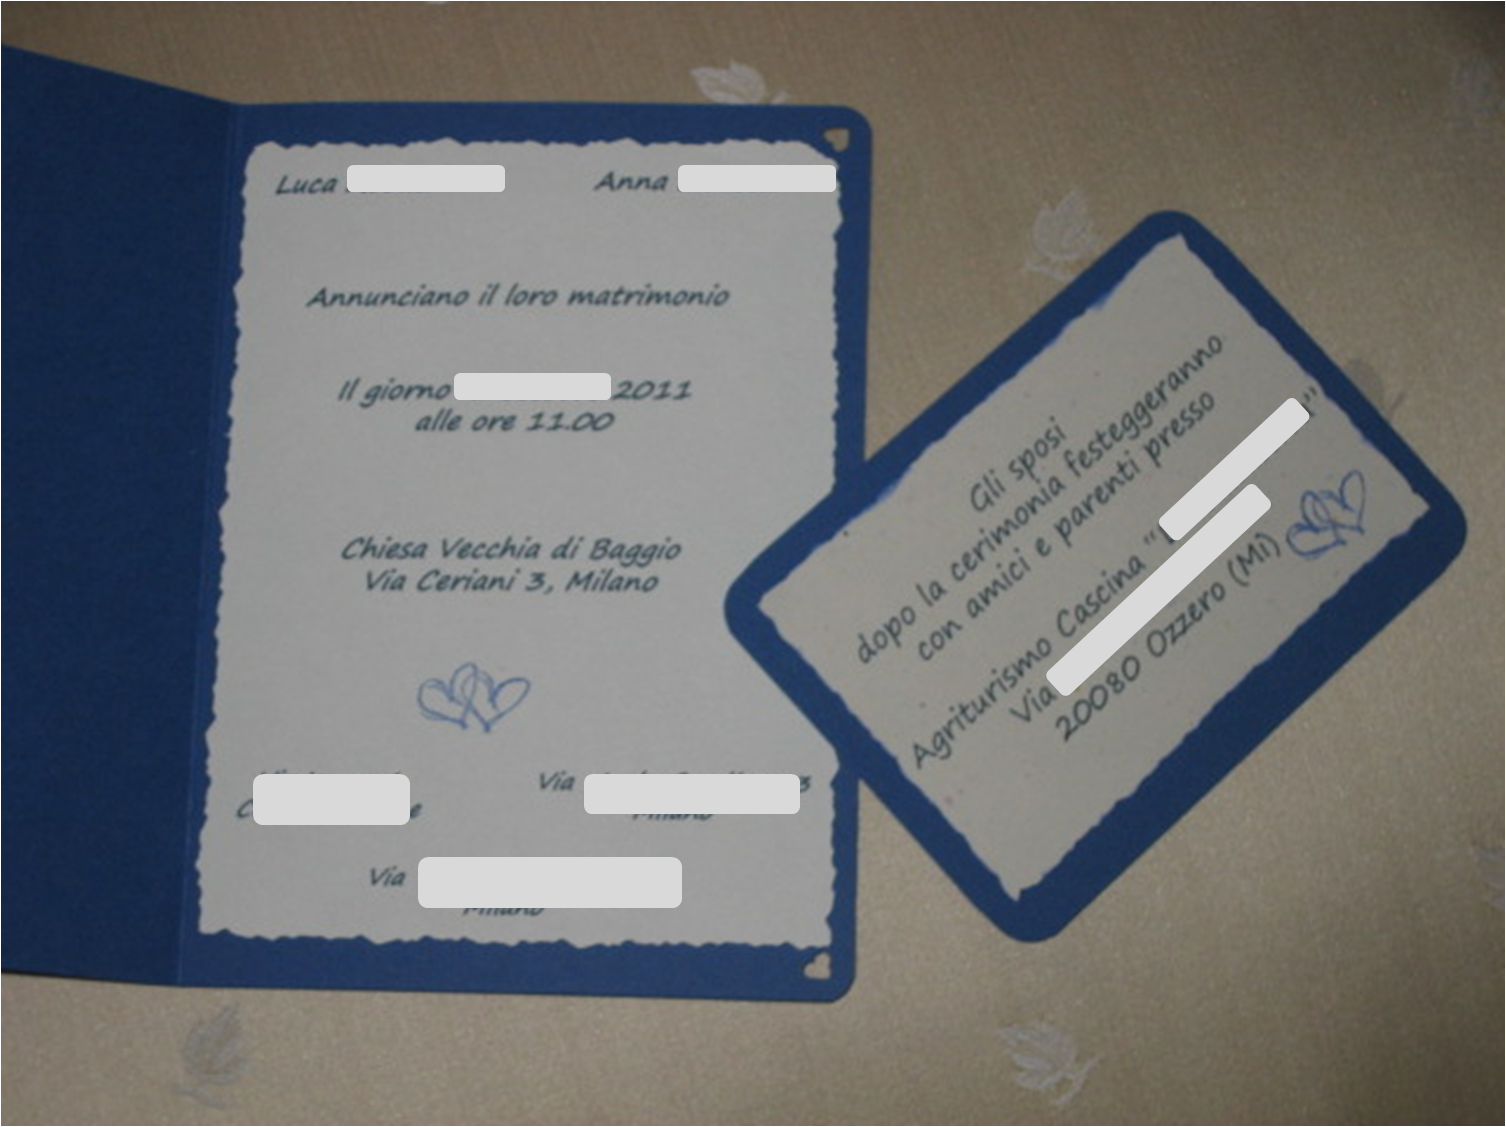 Luca
Anna
Annunciano il loro matrimonio
Il giorno 2011
alle ore 11.00
Chiesa Vecchia di Baggio
Via Ceriani 3, Milano
Via
Milano
Via
Milano
Gli sposi
dopo la cerimonia festeggeranno
con amici e parenti presso
Agriturismo Cascina " "
Via
20080 Ozzero (Mi)